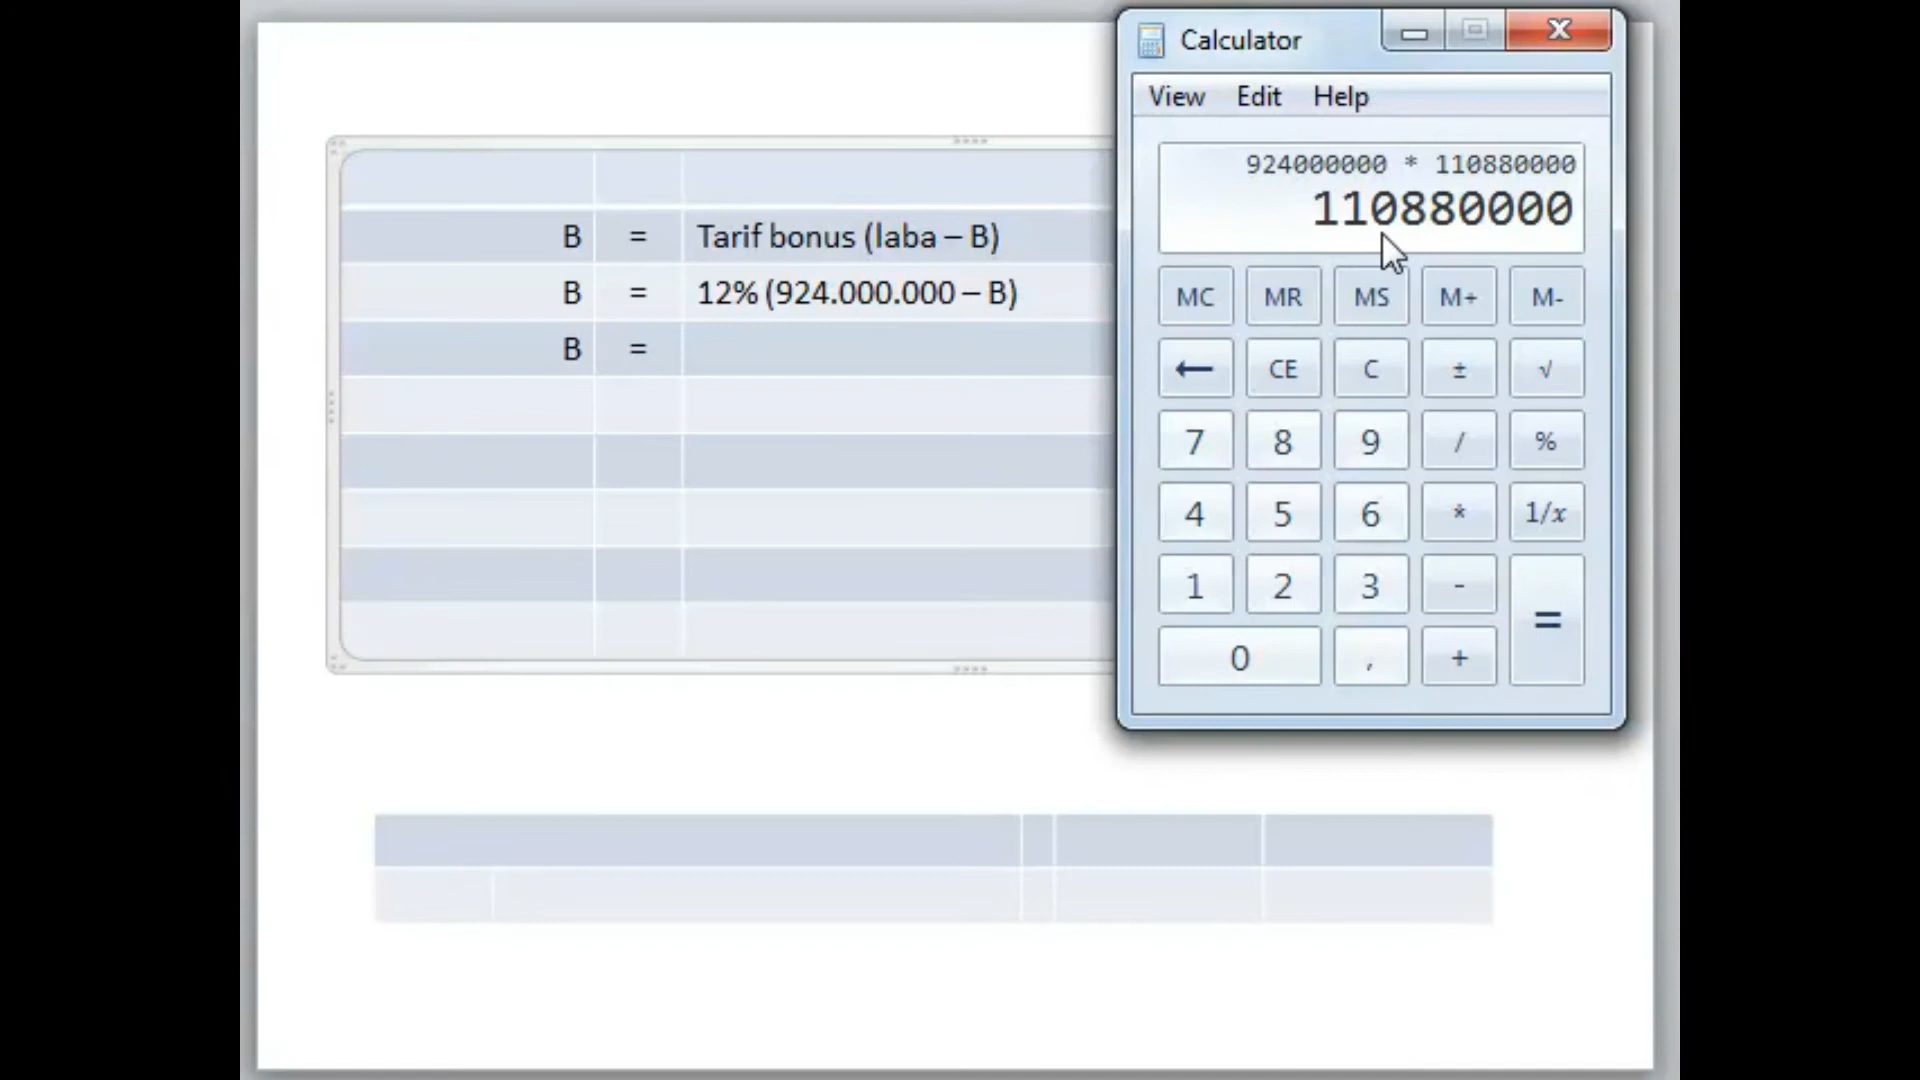 B = Tarif bonus (laba – B)
B = 12% (924.000.000 – B)
B =
Calculator
View Edit Help
924000000 * 110880000
110880000
MC MR MS M+ M-
← CE C ± √
7 8 9 / %
4 5 6 * 1/x
1 2 3 - =
0 , +